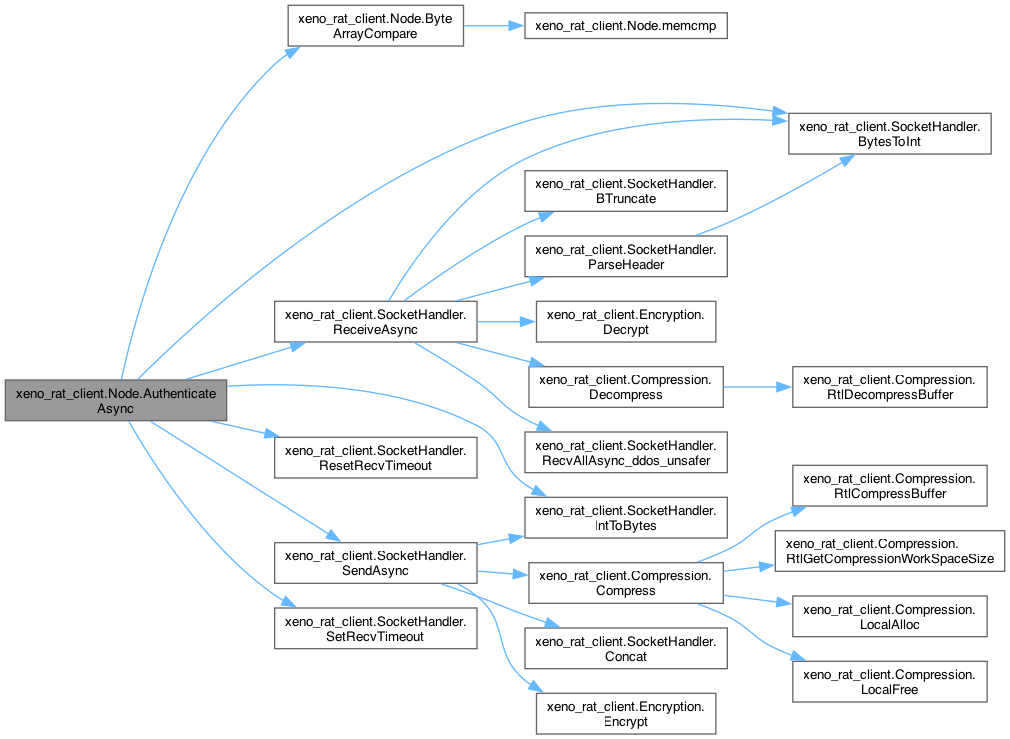 xeno_rat_client.Node.Byte
ArrayCompare
xeno_rat_client.Node.memcmp
xeno_rat_client.SocketHandler.
BytesToInt
xeno_rat_client.SocketHandler.
BTruncate
xeno_rat_client.SocketHandler.
ParseHeader
xeno_rat_client.SocketHandler.
ReceiveAsync
xeno_rat_client.Encryption.
Decrypt
xeno_rat_client.Node.Authenticate
Async
xeno_rat_client.Compression.
Decompress
xeno_rat_client.Compression.
RtlDecompressBuffer
xeno_rat_client.SocketHandler.
ResetRecvTimeout
xeno_rat_client.SocketHandler.
RecvAllAsync_ddos_unsafer
xeno_rat_client.Compression.
RtlCompressBuffer
xeno_rat_client.SocketHandler.
IntToBytes
xeno_rat_client.Compression.
RtlGetCompressionWorkSpaceSize
xeno_rat_client.SocketHandler.
SendAsync
xeno_rat_client.Compression.
Compress
xeno_rat_client.Compression.
LocalAlloc
xeno_rat_client.SocketHandler.
SetRecvTimeout
xeno_rat_client.SocketHandler.
Concat
xeno_rat_client.Compression.
LocalFree
xeno_rat_client.Encryption.
Encrypt